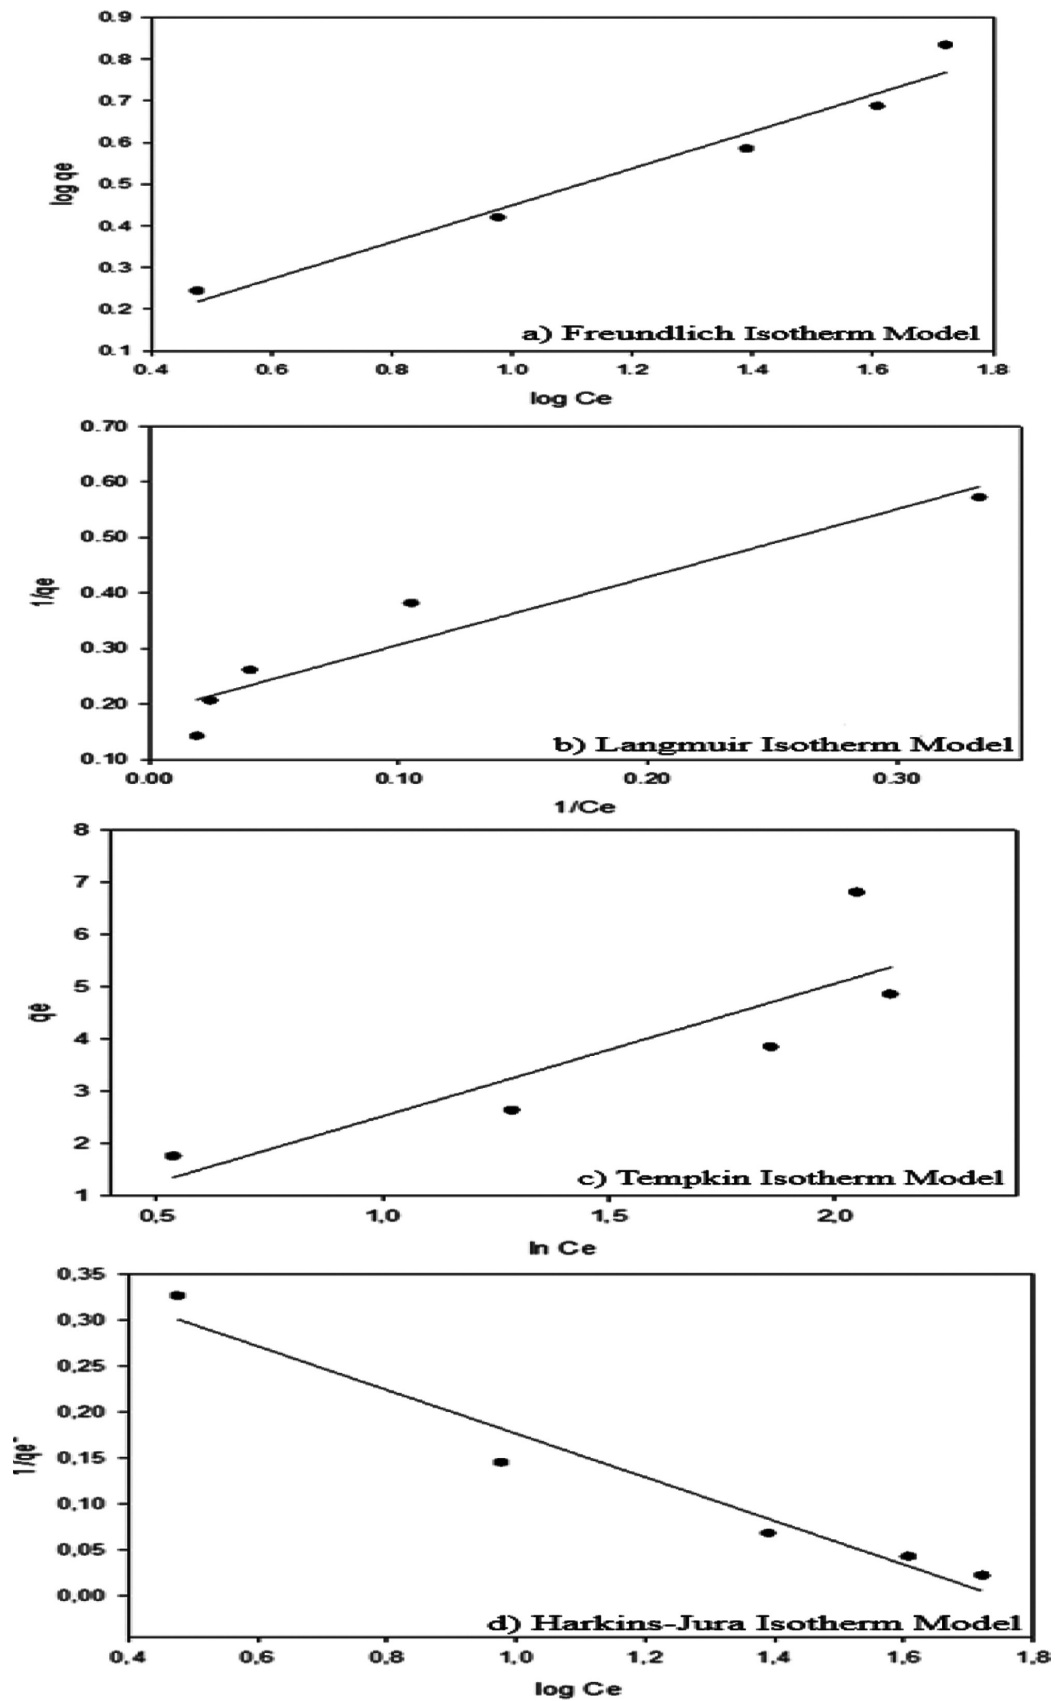 0.9
0.8
0.7
0.6
0.5
0.4
0.3
0.2
0.1
log qe
a) Freundlich Isotherm Model
0.4 0.6 0.8 1.0 1.2 1.4 1.6 1.8
log Ce
0.70
0.60
0.50
0.40
0.30
0.20
0.10
1/qe
b) Langmuir Isotherm Model
0.00 0.10 0.20 0.30
1/Ce
8
7
6
5
4
3
2
1
qe
c) Tempkin Isotherm Model
0,5 1,0 1,5 2,0
ln Ce
0,35
0,30
0,25
0,20
0,15
0,10
0,05
0,00
1/qe
d) Harkins-Jura Isotherm Model
0,4 0,6 0,8 1,0 1,2 1,4 1,6 1,8
log Ce